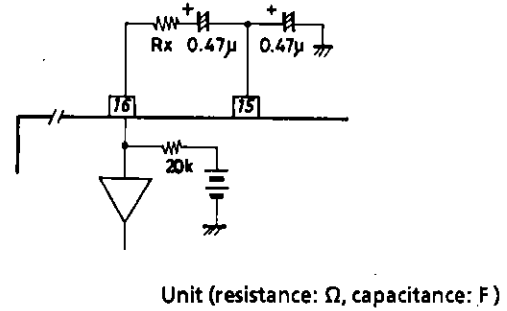 + +
Rx 0.47μ 0.47μ
16 15
20k
Unit (resistance: Ω, capacitance: F)